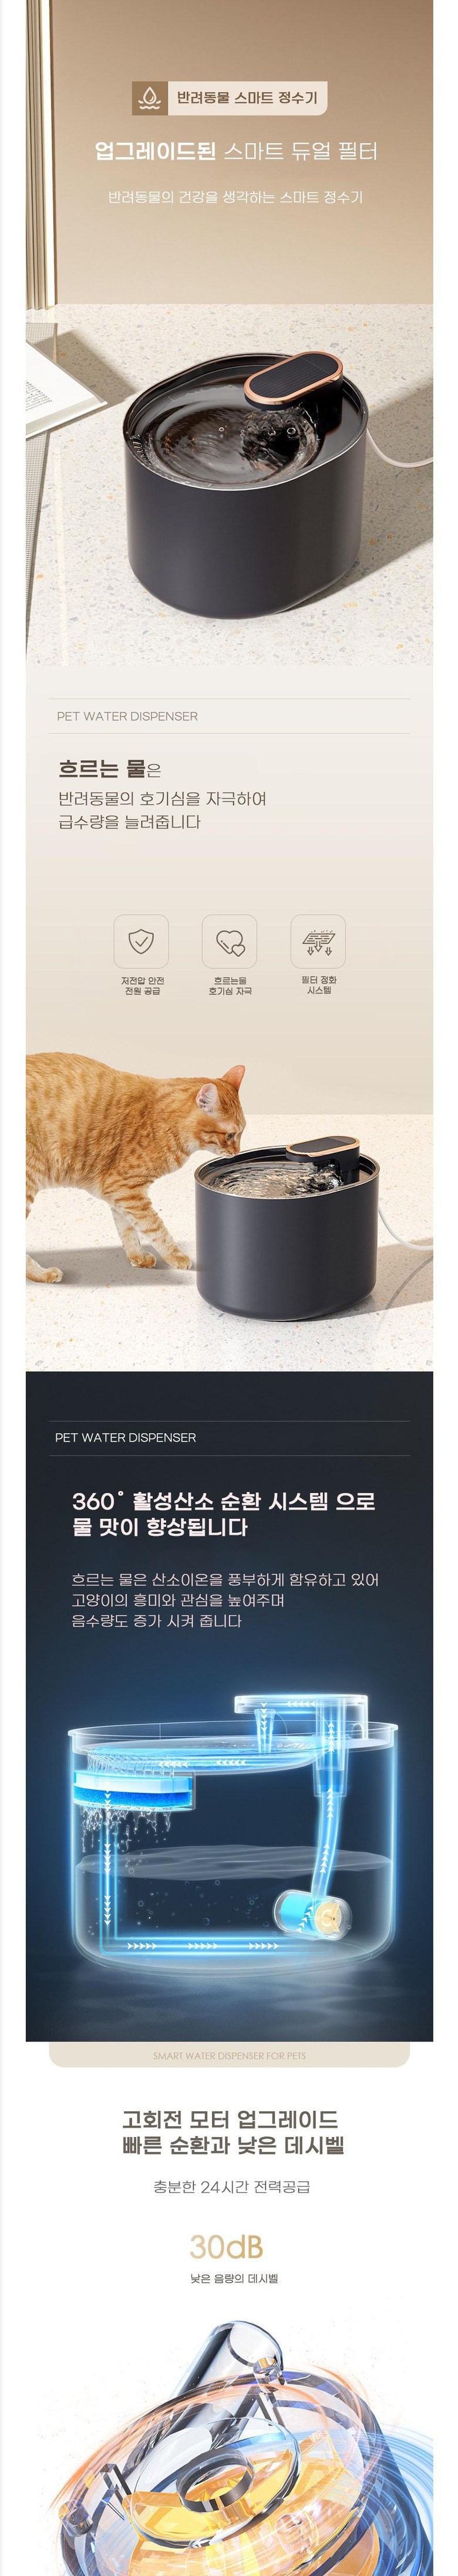 반려동물 스마트 정수기
업그레이드된 스마트 듀얼 필터
반려동물의 건강을 생각하는 스마트 정수기
PET WATER DISPENSER
흐르는 물은
반려동물의 호기심을 자극하여
급수량을 늘려줍니다
저전압 안전
전원 공급
흐르는물
호기심 자극
필터 정화
시스템
PET WATER DISPENSER
360° 활성산소 순환 시스템 으로
물 맛이 향상됩니다
흐르는 물은 산소이온을 풍부하게 함유하고 있어
고양이의 흥미와 관심을 높여주며
음수량도 증가 시켜 줍니다
SMART WATER DISPENSER FOR PETS
고회전 모터 업그레이드
빠른 순환과 낮은 데시벨
충분한 24시간 전력공급
30dB
낮은 음량의 데시벨